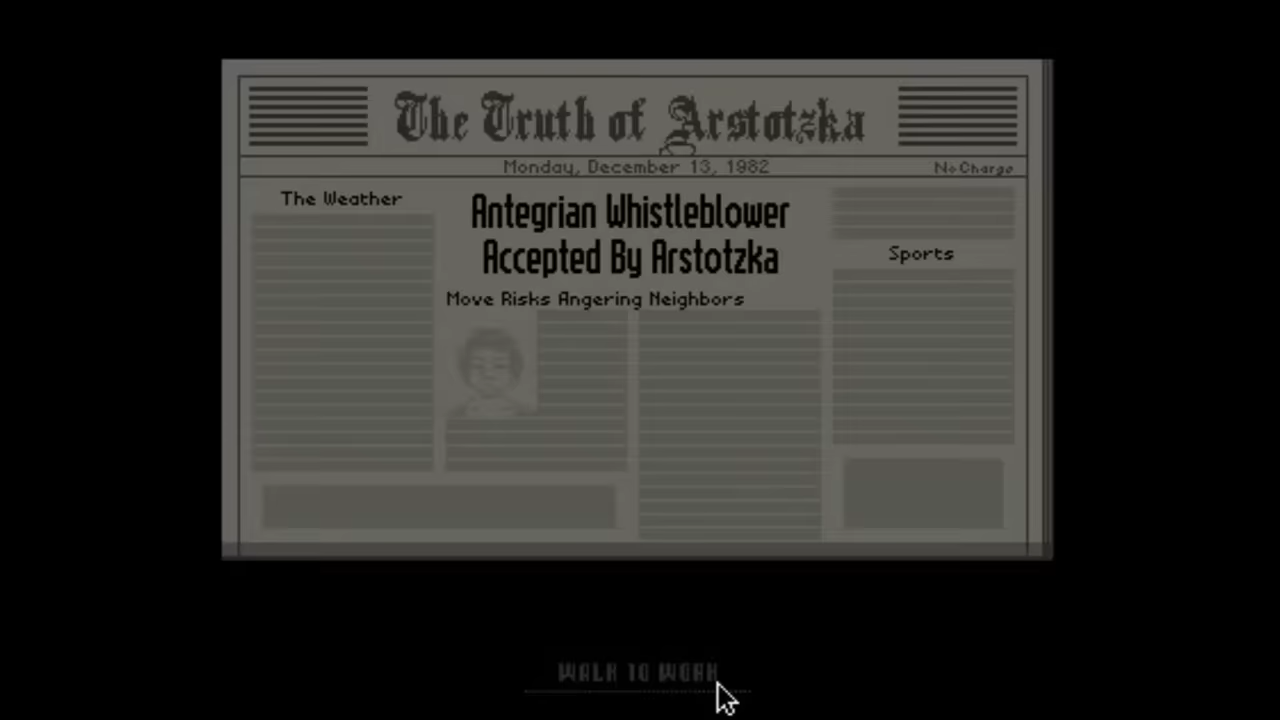 The Truth of Arstotzka
Monday, December 13, 1982
No Charge
The Weather
Antegrian Whistleblower
Accepted By Arstotzka
Move Risks Angering Neighbors
Sports
WALK TO WORK